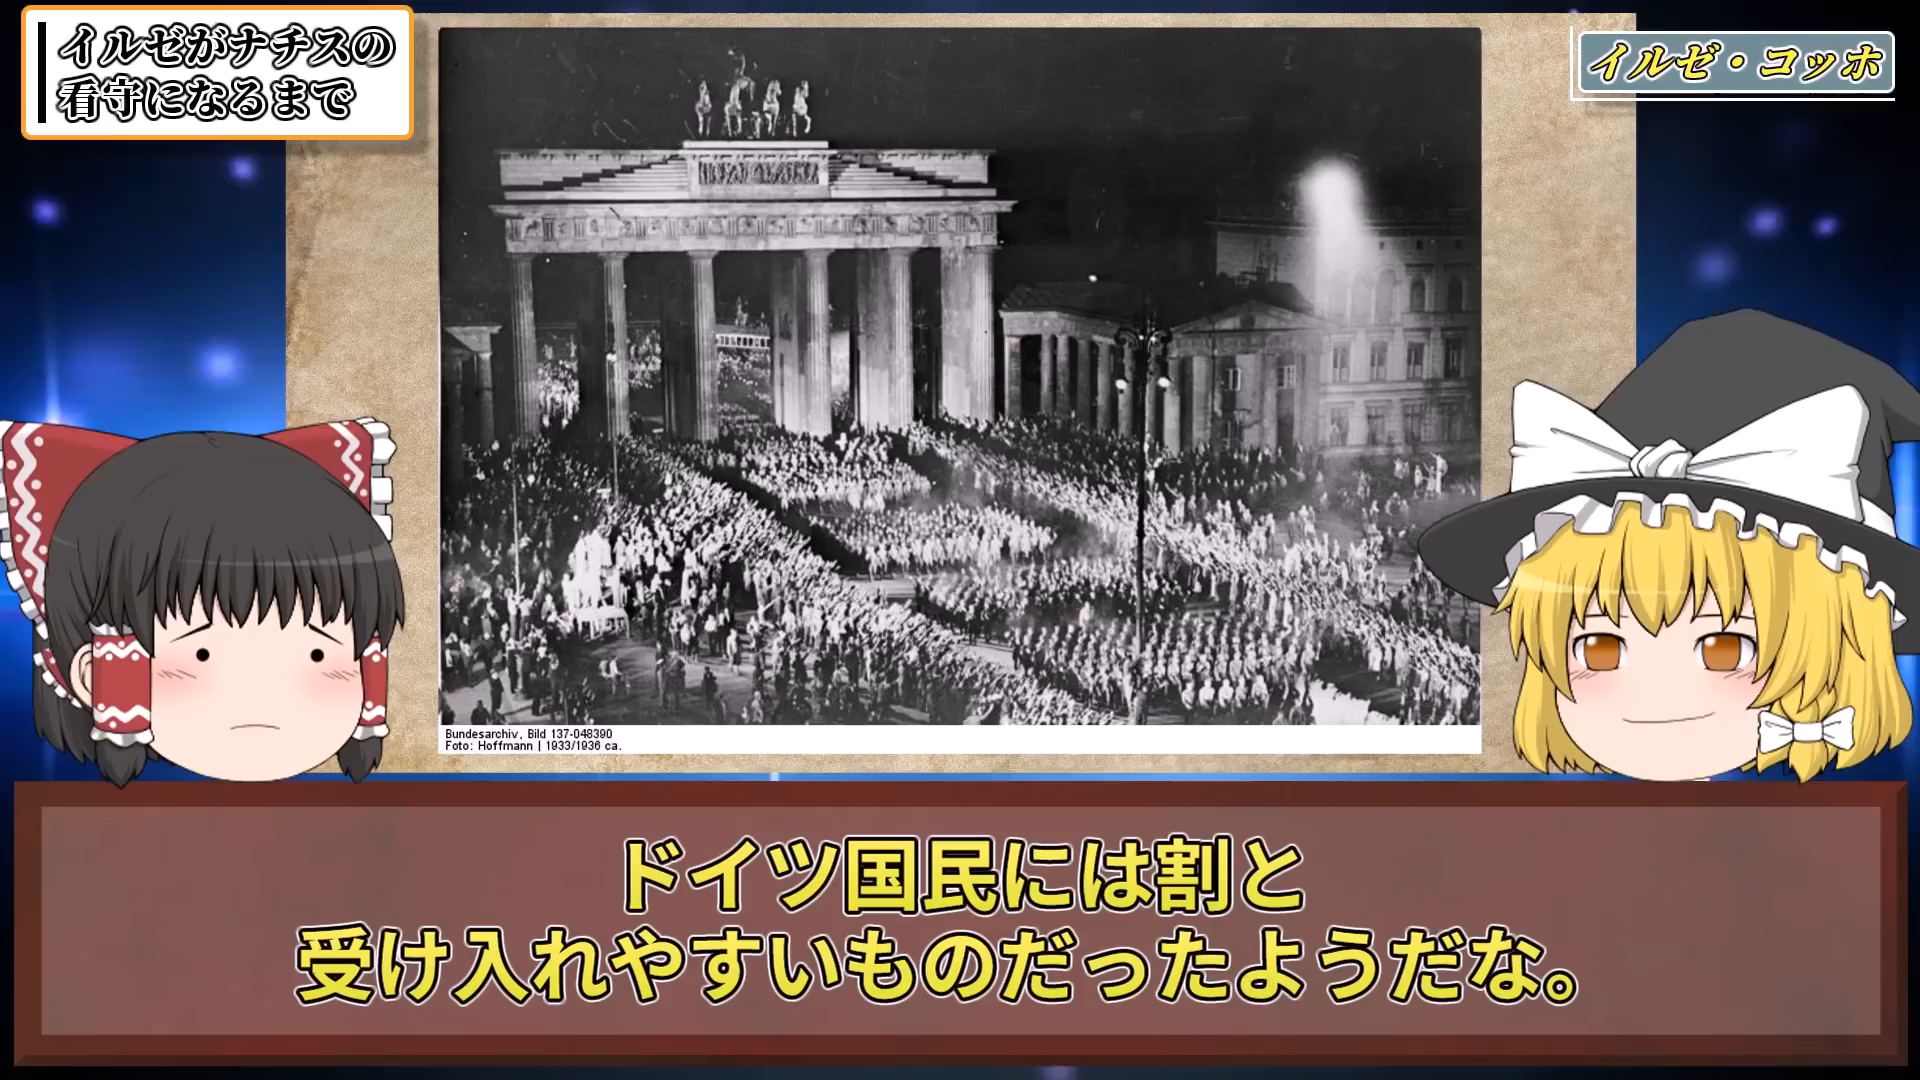 イルゼがナチスの
看守になるまで
イルゼ・コッホ
Bundesarchiv, Bild 137-048390
Foto: Hoffmann | 1933/1936 ca.
ドイツ国民には割と
受け入れやすいものだったようだな。